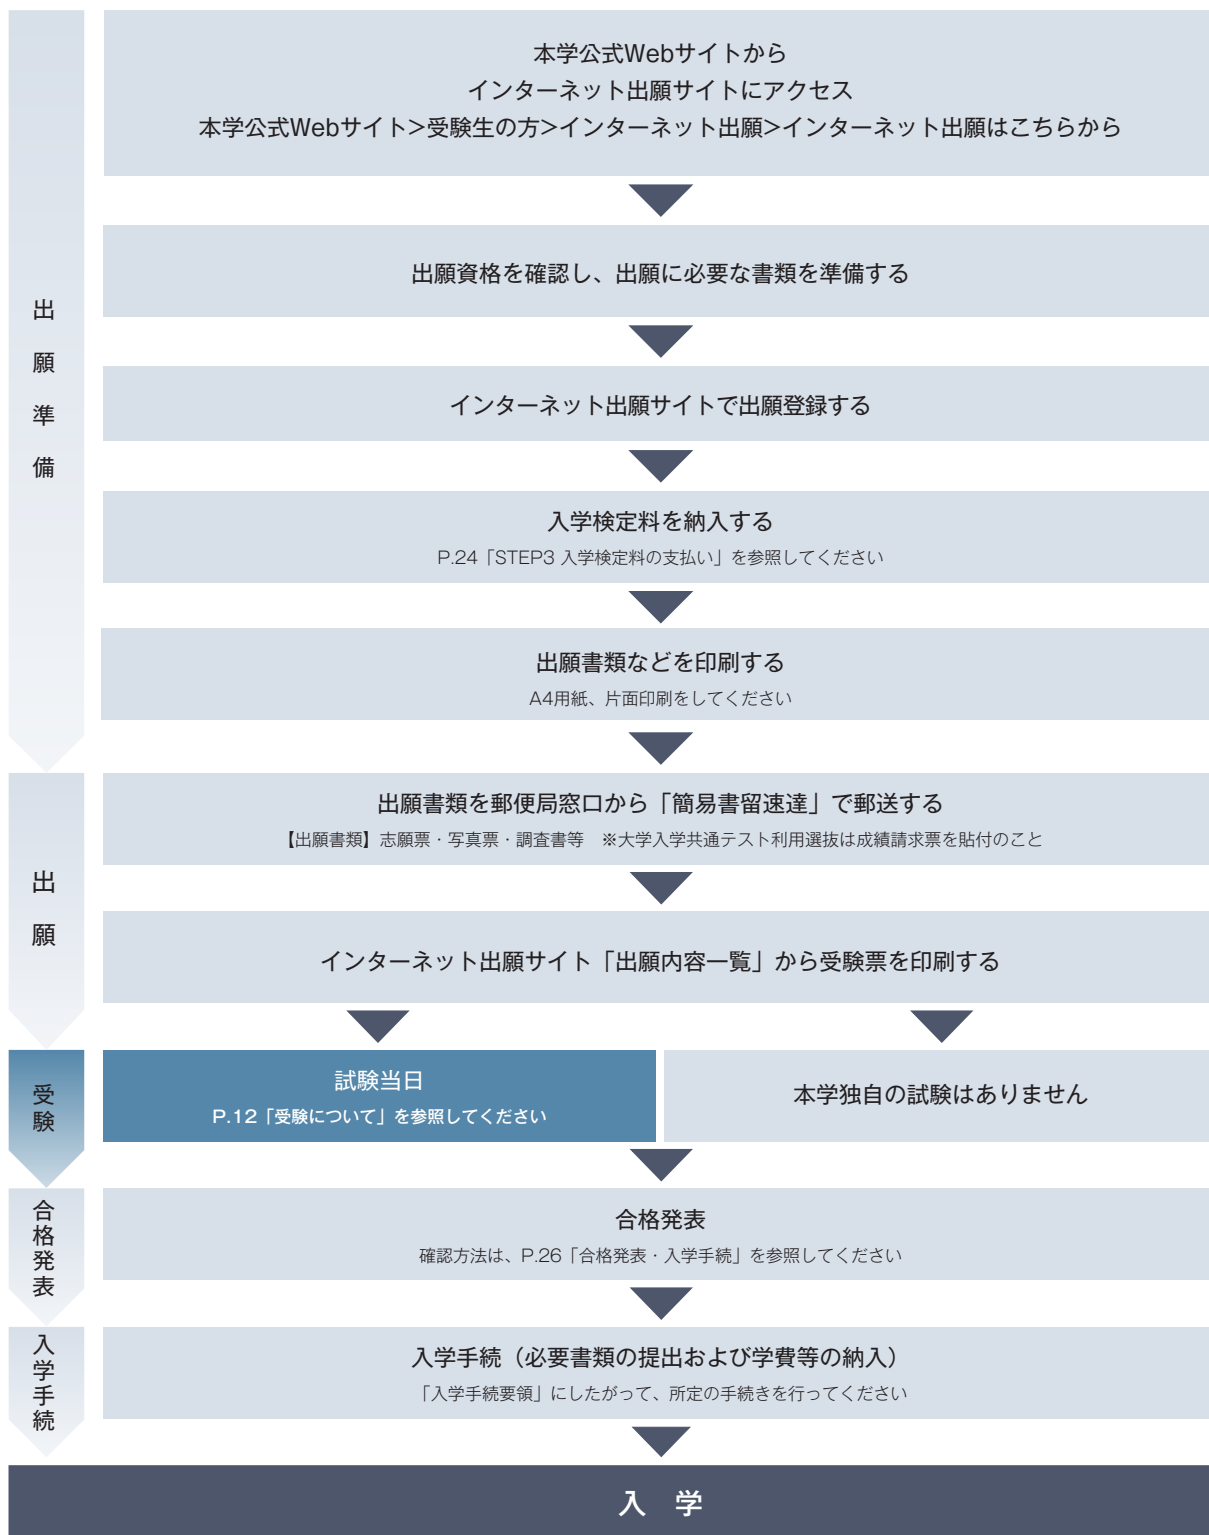 出願準備
本学公式Webサイトから
インターネット出願サイトにアクセス
本学公式Webサイト>受験生の方>インターネット出願>インターネット出願はこちらから
出願資格を確認し、出願に必要な書類を準備する
インターネット出願サイトで出願登録する
入学検定料を納入する
P.24「STEP3 入学検定料の支払い」を参照してください
出願書類などを印刷する
A4用紙、片面印刷をしてください
出願
出願書類を郵便局窓口から「簡易書留速達」で郵送する
【出願書類】志願票・写真票・調査書等　※大学入学共通テスト利用選抜は成績請求票を貼付のこと
インターネット出願サイト「出願内容一覧」から受験票を印刷する
受験
試験当日
P.12「受験について」を参照してください
本学独自の試験はありません
合格発表
合格発表
確認方法は、P.26「合格発表・入学手続」を参照してください
入学手続
入学手続（必要書類の提出および学費等の納入）
「入学手続要領」にしたがって、所定の手続きを行ってください
入　学